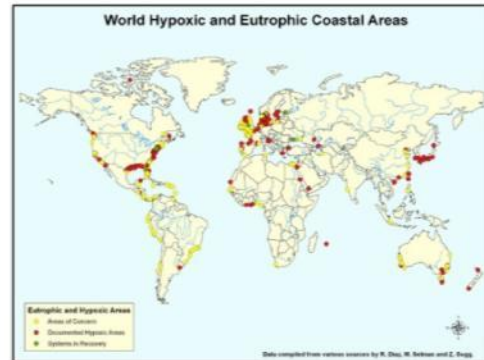 World Hypoxic and Eutrophic Coastal Areas
Eutrophic and Hypoxic Areas
Areas of Concern
Documented Hypoxic Areas
Systems in Recovery
Data compiled from various sources by R. Diaz, M. Selman and Z. Sugg.